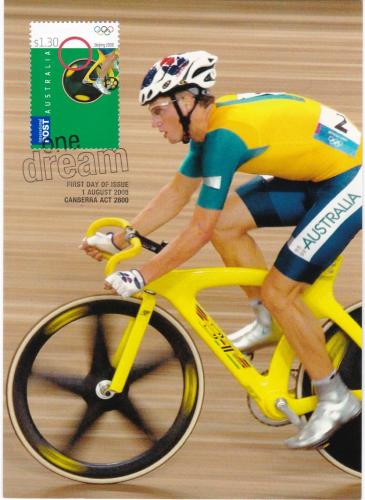 $1.30
Beijing 2008
AUSTRALIA
International
POST
one
dream
FIRST DAY OF ISSUE
1 AUGUST 2008
CANBERRA ACT 2600
2
AUSTRALIA